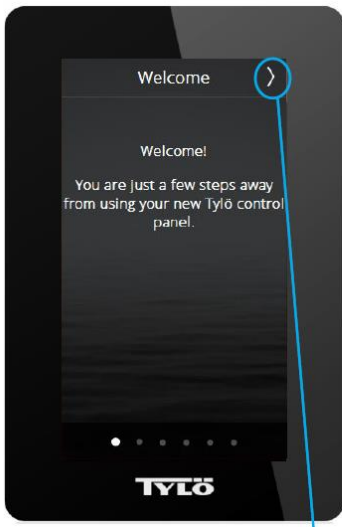 Welcome
Welcome!
You are just a few steps away
from using your new Tylö control
panel.
TYLÖ